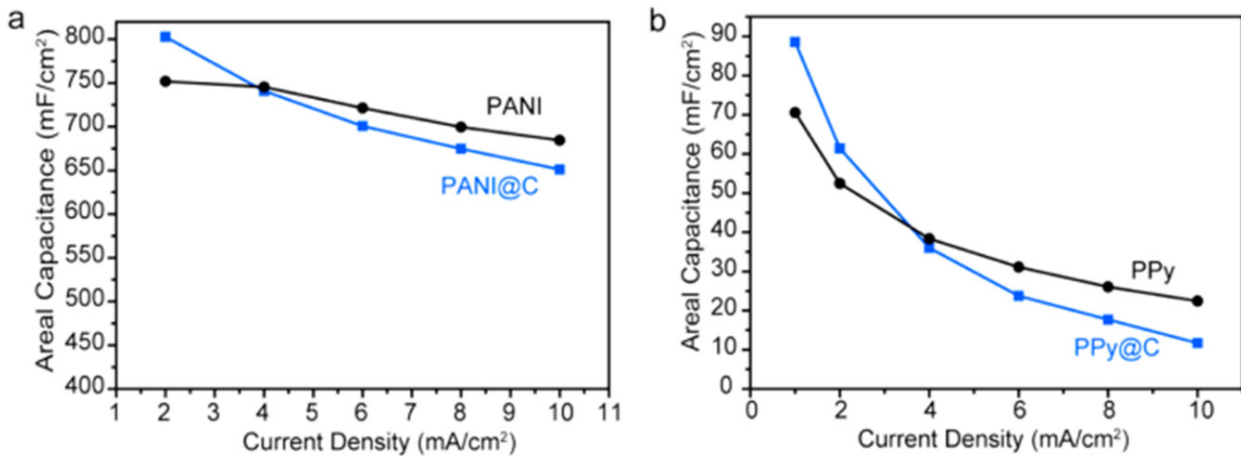 a
Areal Capacitance (mF/cm²)
800
750
700
650
600
550
500
450
400
PANI
PANI@C
1 2 3 4 5 6 7 8 9 10 11
Current Density (mA/cm²)
b
Areal Capacitance (mF/cm²)
90
80
70
60
50
40
30
20
10
0
PPy
PPy@C
0 2 4 6 8 10
Current Density (mA/cm²)